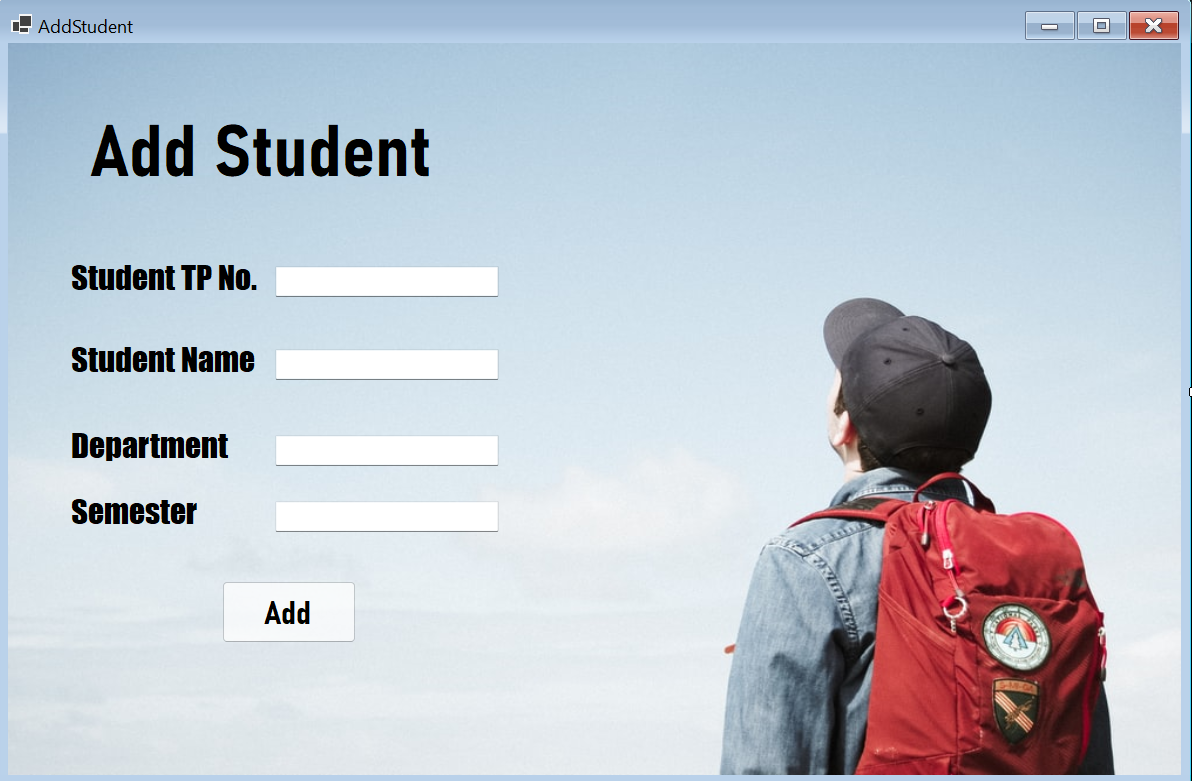 AddStudent
Add Student
Student TP No.
Student Name
Department
Semester
Add